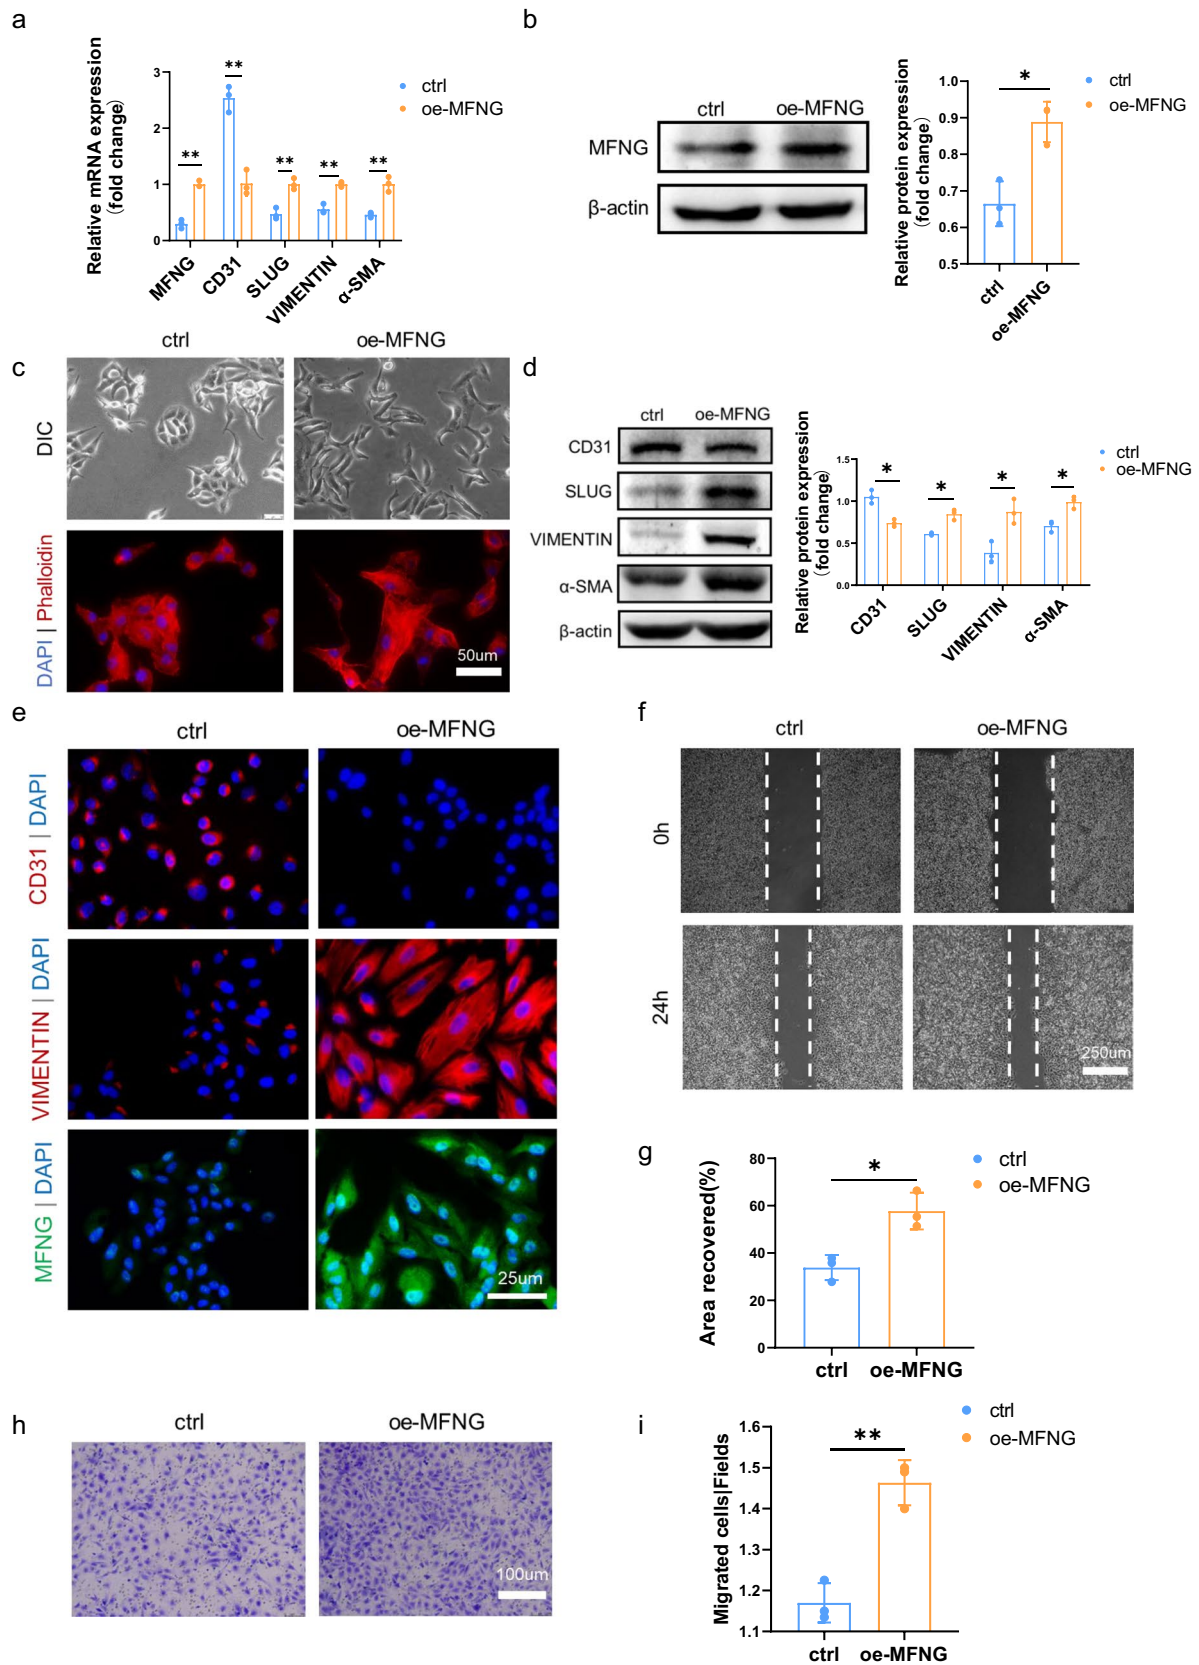 a
Relative mRNA expression
(fold change)
3
2
1
0
**
**
**
**
**
MFNG
CD31
SLUG
VIMENTIN
α-SMA
ctrl
oe-MFNG
b
ctrl
oe-MFNG
MFNG
β-actin
Relative protein expression
(fold change)
1.0
0.9
0.8
0.7
0.6
0.5
*
ctrl
oe-MFNG
ctrl
oe-MFNG
c
ctrl
oe-MFNG
DIC
DAPI | Phalloidin
50um
d
ctrl
oe-MFNG
CD31
SLUG
VIMENTIN
α-SMA
β-actin
Relative protein expression
(fold change)
1.5
1.0
0.5
0.0
*
*
*
*
CD31
SLUG
VIMENTIN
α-SMA
ctrl
oe-MFNG
e
ctrl
oe-MFNG
CD31 | DAPI
VIMENTIN | DAPI
MFNG | DAPI
25um
f
ctrl
oe-MFNG
0h
24h
250um
g
Area recovered(%)
80
60
40
20
0
*
ctrl
oe-MFNG
ctrl
oe-MFNG
h
ctrl
oe-MFNG
100um
i
Migrated cells|Fields
1.6
1.5
1.4
1.3
1.2
1.1
**
ctrl
oe-MFNG
ctrl
oe-MFNG